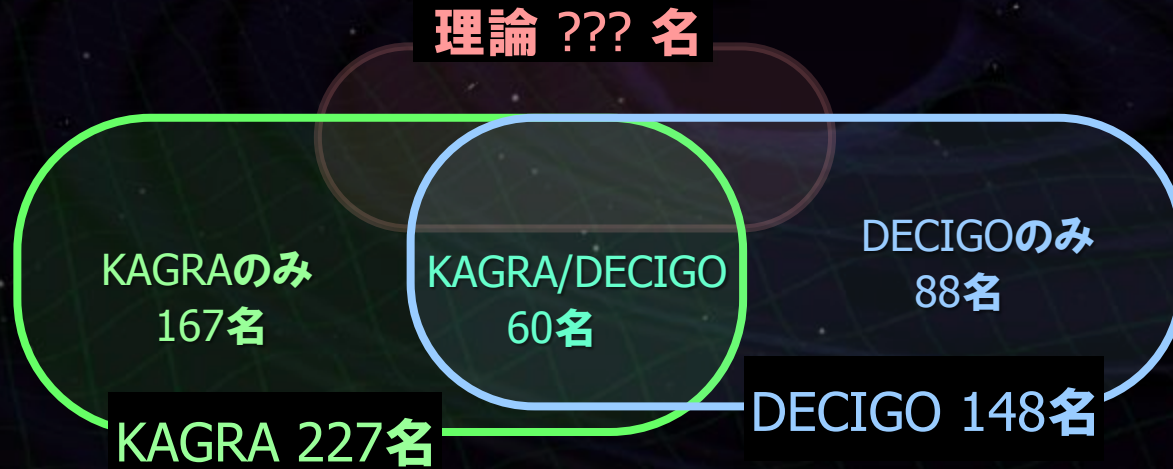 理論 ??? 名
KAGRAのみ
167名
KAGRA/DECIGO
60名
DECIGOのみ
88名
KAGRA 227名
DECIGO 148名